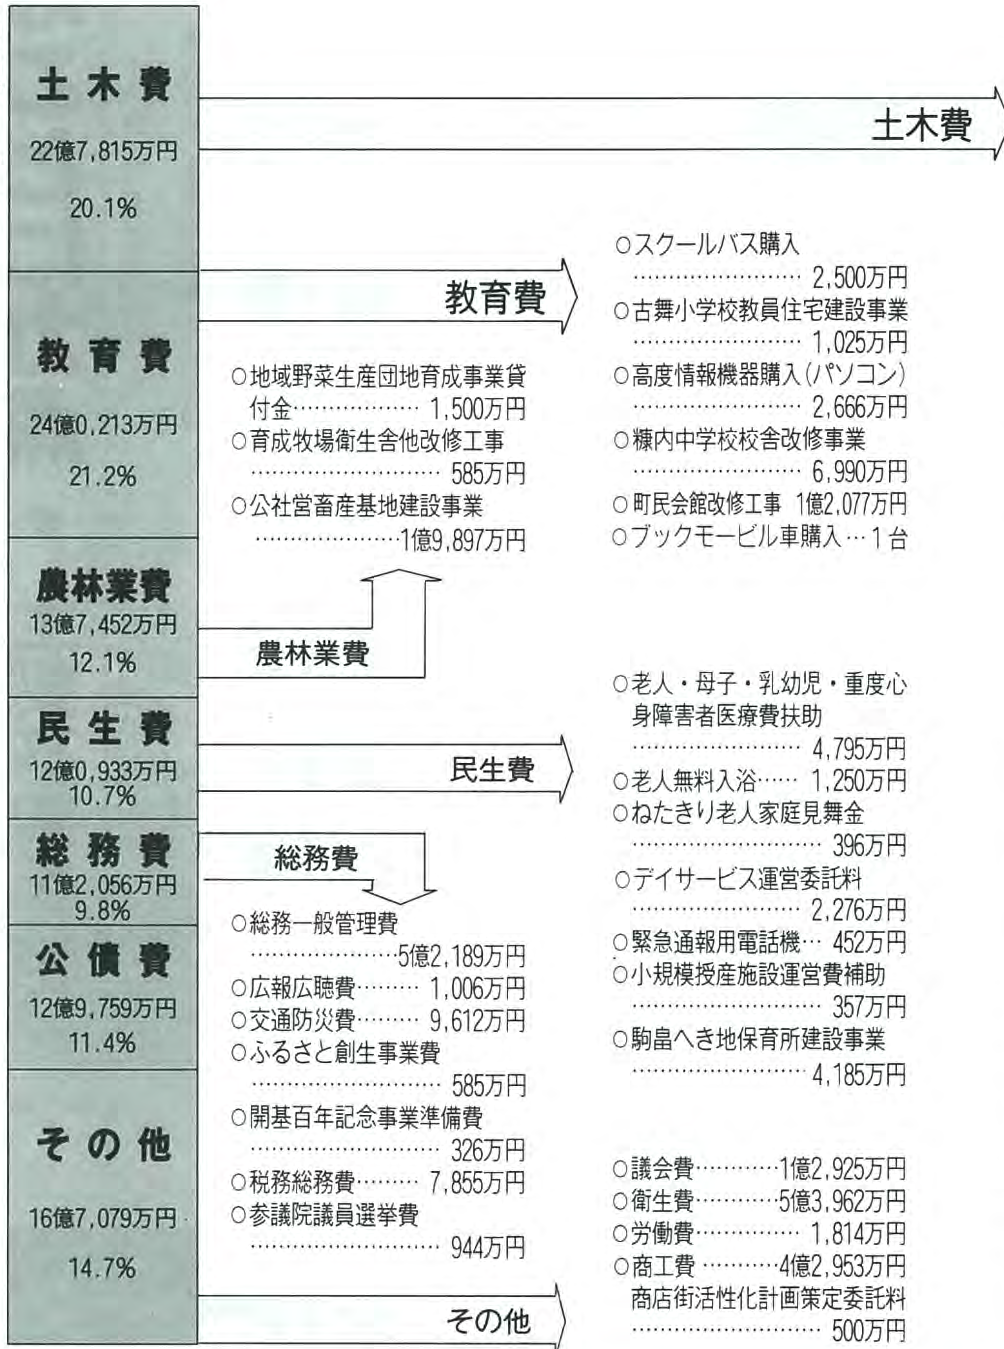 土木費
22億7,815万円
20.1%
土木費
教育費
24億0,213万円
21.2%
教育費
○スクールバス購入
…………………… 2,500万円
○古舞小学校教員住宅建設事業
…………………… 1,025万円
○高度情報機器購入(パソコン)
…………………… 2,666万円
○糠内中学校校舎改修事業
…………………… 6,990万円
○町民会館改修工事 1億2,077万円
○ブックモービル車購入…1台
○地域野菜生産団地育成事業貸
付金……………… 1,500万円
○育成牧場衛生舎他改修工事
……………………… 585万円
○公社営畜産基地建設事業
…………………1億9,897万円
農林業費
13億7,452万円
12.1%
農林業費
民生費
12億0,933万円
10.7%
民生費
○老人・母子・乳幼児・重度心
身障害者医療費扶助
…………………… 4,795万円
○老人無料入浴…… 1,250万円
○ねたきり老人家庭見舞金
……………………… 396万円
○デイサービス運営委託料
…………………… 2,276万円
○緊急通報用電話機… 452万円
○小規模授産施設運営費補助
……………………… 357万円
○駒畠へき地保育所建設事業
…………………… 4,185万円
総務費
11億2,056万円
9.8%
総務費
○総務一般管理費
…………………5億2,189万円
○広報広聴費……… 1,006万円
○交通防災費……… 9,612万円
○ふるさと創生事業費
……………………… 585万円
○開基百年記念事業準備費
……………………… 326万円
○税務総務費……… 7,855万円
○参議院議員選挙費
……………………… 944万円
公債費
12億9,759万円
11.4%
その他
16億7,079万円
14.7%
その他
○議会費…………1億2,925万円
○衛生費…………5億3,962万円
○労働費………… 1,814万円
○商工費…………4億2,953万円
商店街活性化計画策定委託料
……………………… 500万円